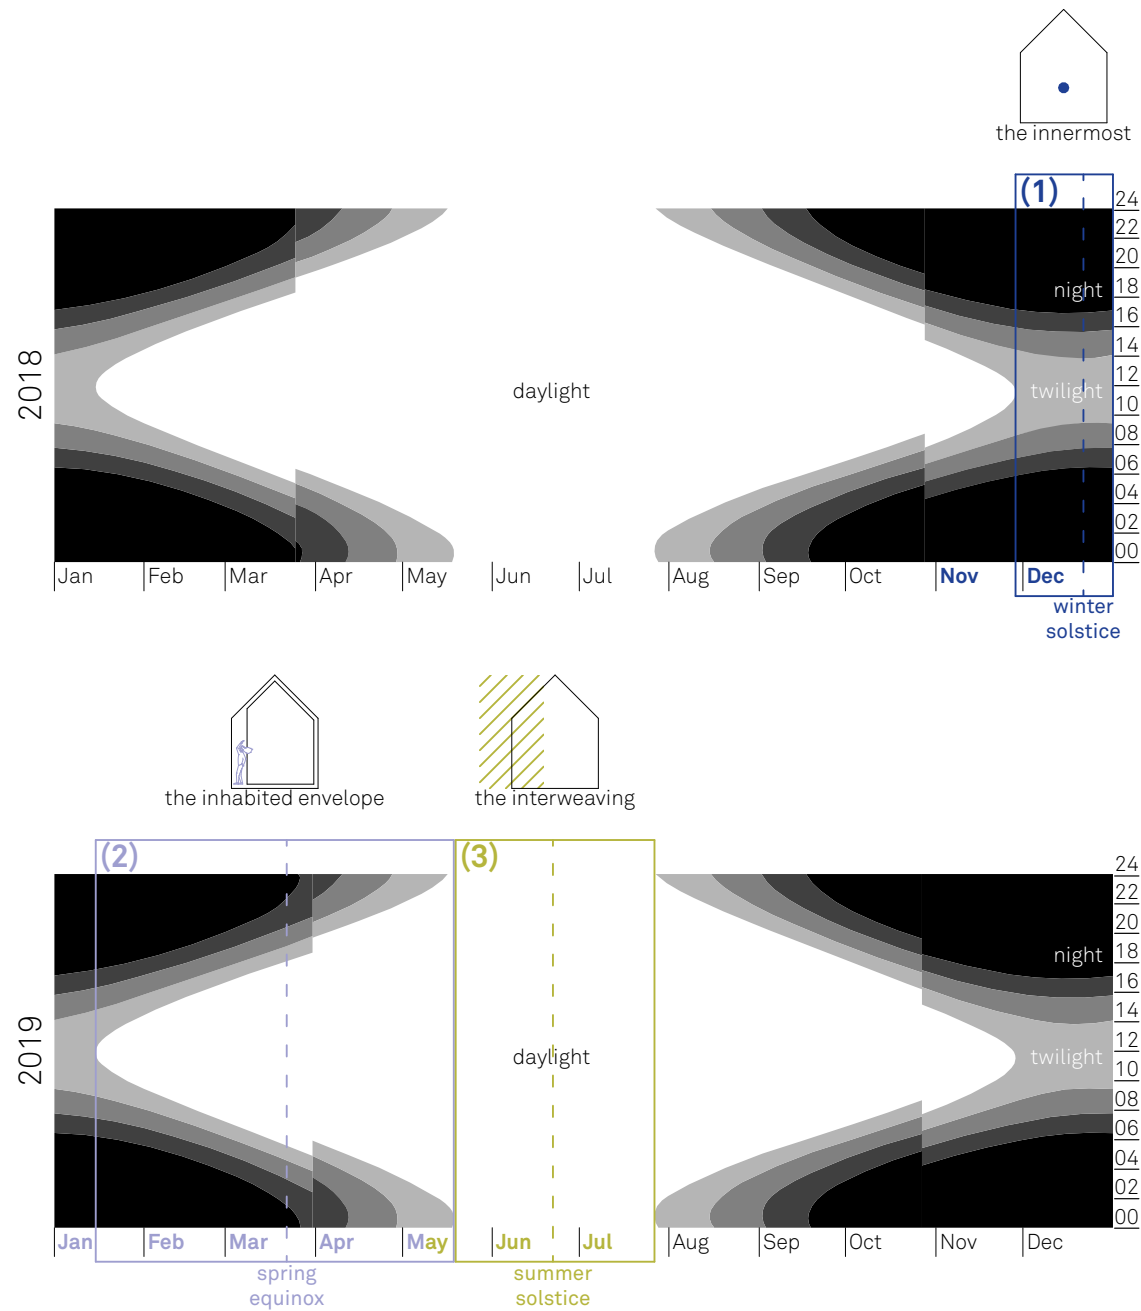 the innermost
(1)
24
22
20
night 18
16
14
2018
12
daylight
twilight
10
08
06
04
02
00
Jan Feb Mar Apr May Jun Jul Aug Sep Oct Nov Dec
winter
solstice
the inhabited envelope
the interweaving
(2)
(3)
24
22
20
night 18
16
14
2019
12
daylight
twilight
10
08
06
04
02
00
Jan Feb Mar Apr May Jun Jul Aug Sep Oct Nov Dec
spring
equinox
summer
solstice